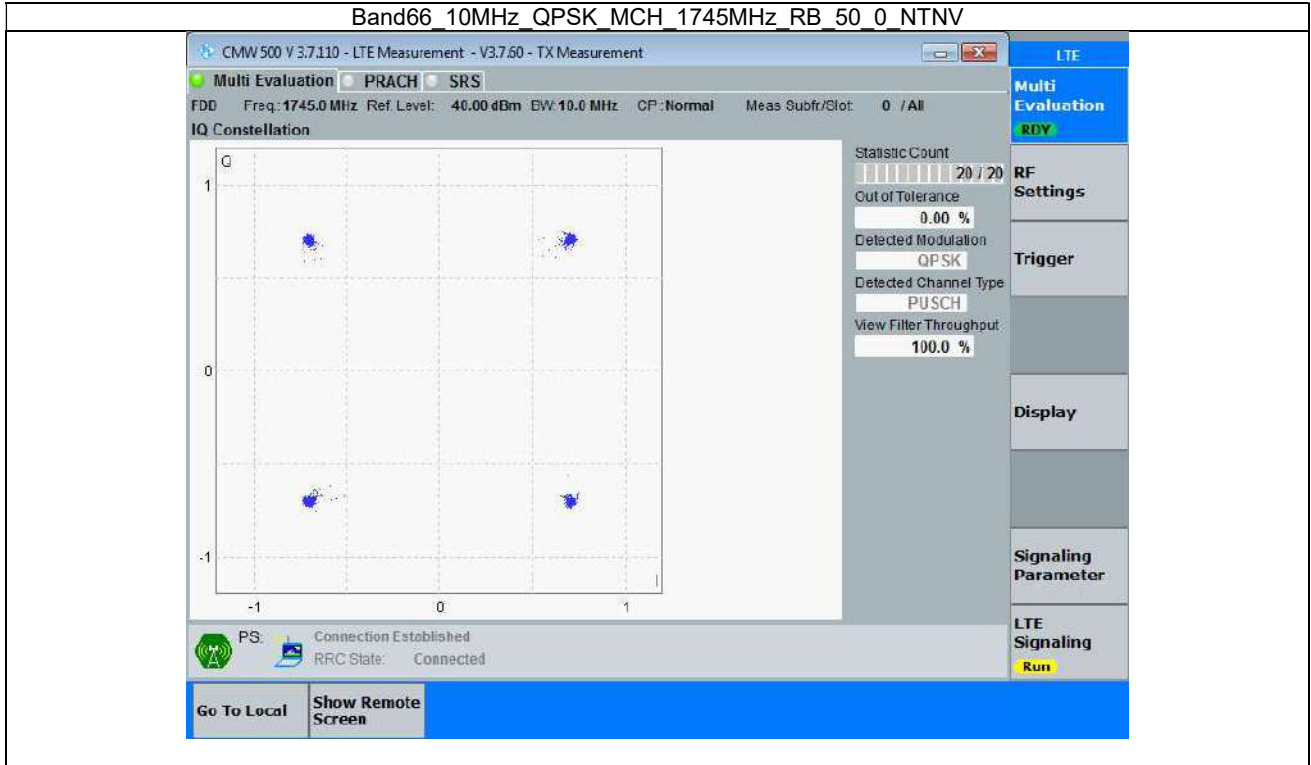 Band66_10MHz_QPSK_MCH_1745MHz_RB_50_0_NTNV
CMW 500 V 3.7.110 - LTE Measurement - V3.7.60 - TX Measurement
LTE
Multi Evaluation PRACH SRS
FDD Freq.: 1745.0 MHz Ref. Level: 40.00 dBm BW: 10.0 MHz CP: Normal Meas Subfr/Slot: 0 / All
IQ Constellation
Q
1
0
-1
-1 0 1
I
Statistic Count
20 / 20
Out of Tolerance
0.00 %
Detected Modulation
QPSK
Detected Channel Type
PUSCH
View Filter Throughput
100.0 %
Multi
Evaluation
RDY
RF
Settings
Trigger
Display
Signaling
Parameter
LTE
Signaling
Run
PS: Connection Established
RRC State: Connected
Go To Local
Show Remote
Screen